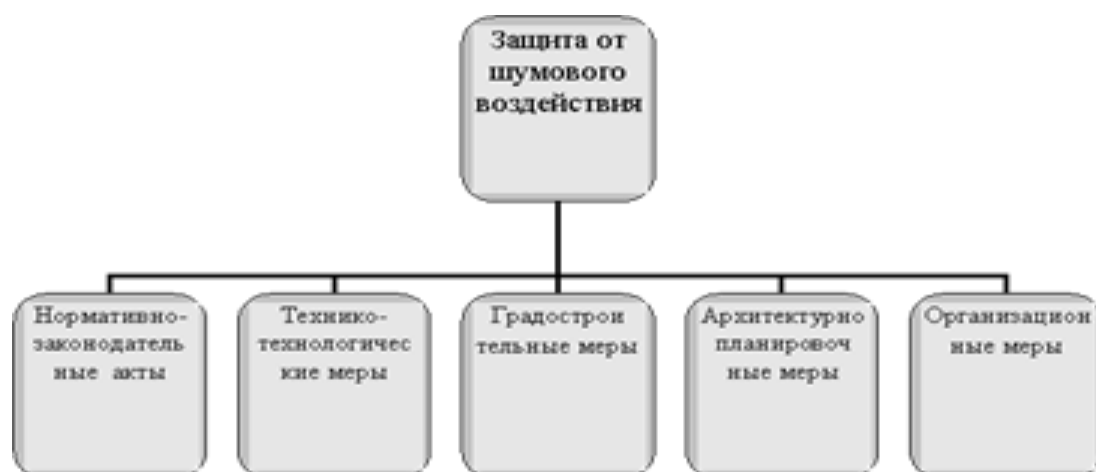 Защита от
шумового
воздействия
Нормативно-
законодатель
ные акты
Технико-
технологичес
кие меры
Градострои
тельные меры
Архитектурно
планировоч
ные меры
Организацион
ные меры